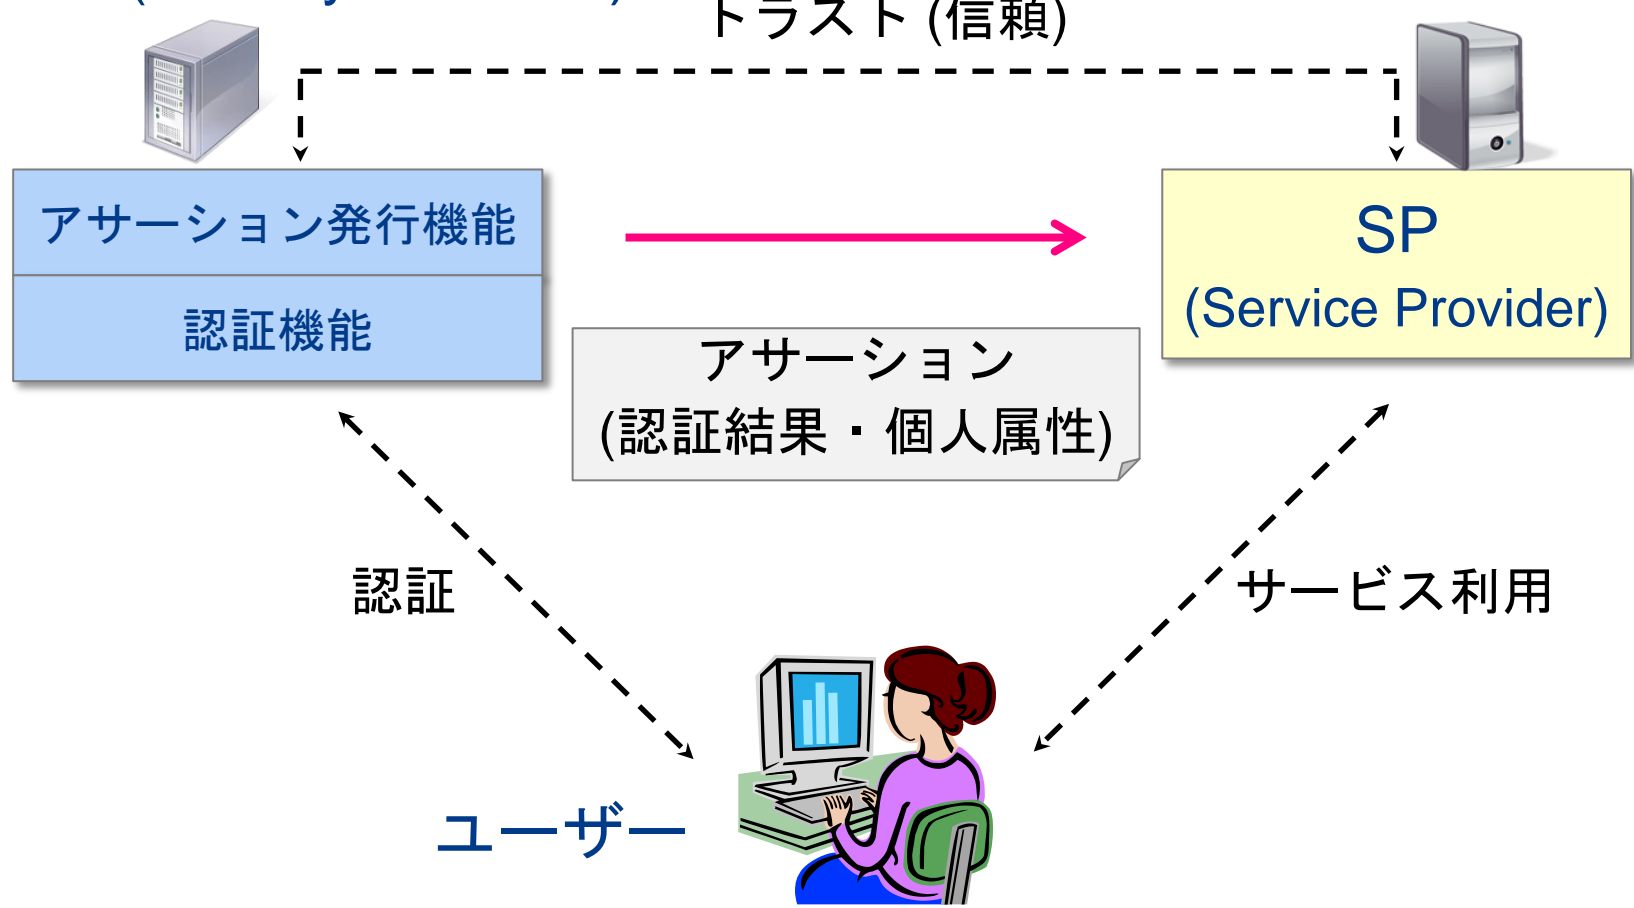 トラスト (信頼)
アサーション発行機能
認証機能
SP
(Service Provider)
アサーション
(認証結果・個人属性)
認証
サービス利用
ユーザー